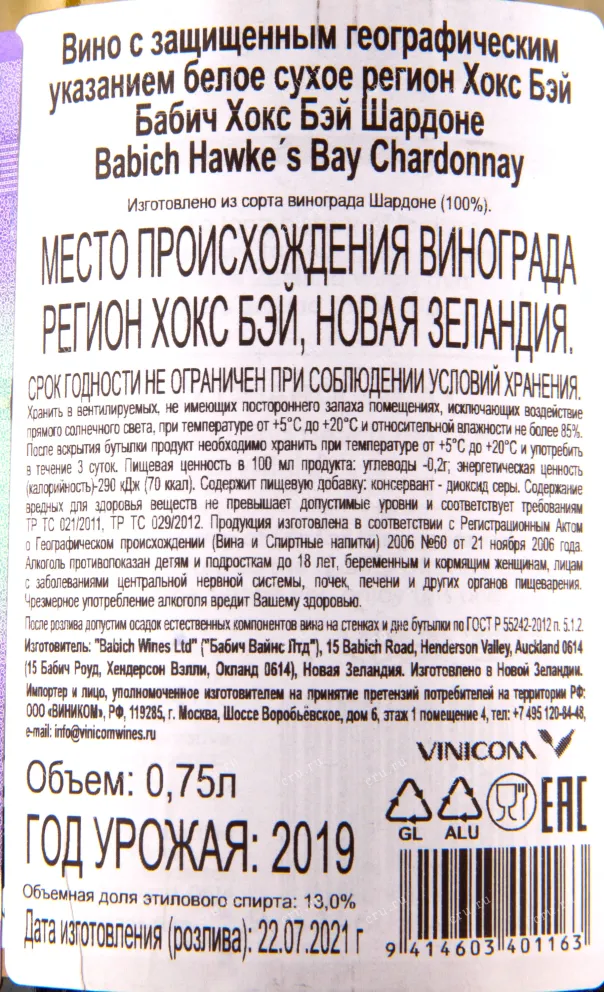 Вино с защищенным географическим
указанием белое сухое регион Хокс Бэй
Бабич Хокс Бэй Шардоне
Babich Hawke´s Bay Chardonnay
Изготовлено из сорта винограда Шардоне (100%).
МЕСТО ПРОИСХОЖДЕНИЯ ВИНОГРАДА
РЕГИОН ХОКС БЭЙ, НОВАЯ ЗЕЛАНДИЯ.
СРОК ГОДНОСТИ НЕ ОГРАНИЧЕН ПРИ СОБЛЮДЕНИИ УСЛОВИЙ ХРАНЕНИЯ.
Хранить в вентилируемых, не имеющих постороннего запаха помещениях, исключающих воздействие
прямого солнечного света, при температуре от +5°С до +20°С и относительной влажности не более 85%.
После вскрытия бутылки продукт необходимо хранить при температуре от +5°С до +20°С и употребить
в течение 3 суток. Пищевая ценность в 100 мл продукта: углеводы -0,2г, энергетическая ценность
(калорийность)-290 кДж (70 ккал). Содержит пищевую добавку: консервант - диоксид серы. Содержание
вредных для здоровья веществ не превышает допустимые уровни и соответствует требованиям
ТР ТС 021/2011, ТР ТС 029/2012. Продукция изготовлена в соответствии с Регистрационным Актом
о Географическом происхождении (Вина и Спиртные напитки) 2006 №60 от 21 ноября 2006 года.
Алкоголь противопоказан детям и подросткам до 18 лет, беременным и кормящим женщинам, лицам
с заболеваниями центральной нервной системы, почек, печени и других органов пищеварения.
Чрезмерное употребление алкоголя вредит Вашему здоровью.
После розлива допустим осадок естественных компонентов вина на стенках и дне бутылки по ГОСТ Р 55242-2012 п. 5.1.2.
Изготовитель: "Babich Wines Ltd" ("Бабич Вайнс Лтд"), 15 Babich Road, Henderson Valley, Auckland 0614
(15 Бабич Роуд, Хендерсон Вэлли, Окланд 0614), Новая Зеландия. Изготовлено в Новой Зеландии.
Импортер и лицо, уполномоченное изготовителем на принятие претензий потребителей на территории РФ:
ООО «ВИНИКОМ», РФ, 119285, г. Москва, Шоссе Воробьёвское, дом 6, этаж 1 помещение 4, тел: +7 495 120-84-48,
e-mail: info@vinicomwines.ru
VINICOM
Объем: 0,75л
GL ALU EAC
ГОД УРОЖАЯ: 2019
Объемная доля этилового спирта: 13,0%
Дата изготовления (розлива): 22.07.2021 г
9 414603 401163